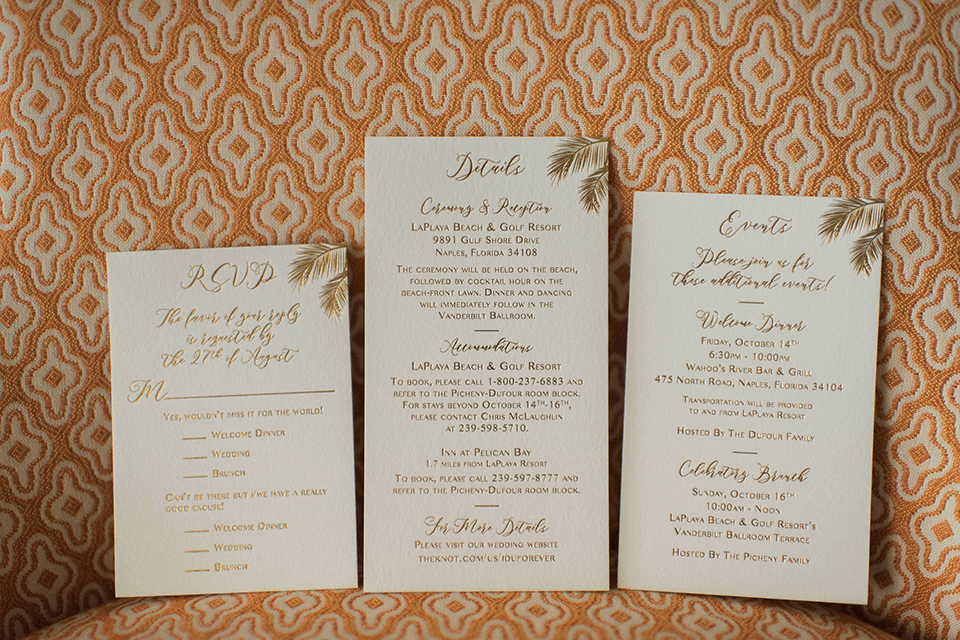 RSVP
The favor of your reply
is requested by
the 27th of August
M
Yes, wouldn't miss it for the world!
Welcome Dinner
Wedding
Brunch
Can't be there but I/we have a really
good excuse!
Welcome Dinner
Wedding
Brunch
Details
Ceremony & Reception
LaPlaya Beach & Golf Resort
9891 Gulf Shore Drive
Naples, Florida 34108
The ceremony will be held on the beach,
followed by cocktail hour on the
beach-front lawn. Dinner and dancing
will immediately follow in the
Vanderbilt Ballroom.
Accommodations
LaPlaya Beach & Golf Resort
To book, please call 1-800-237-6883 and
refer to the Picheny-Dufour room block.
For stays beyond October 14th-16th,
please contact Chris McLaughlin
at 239-598-5710.
Inn at Pelican Bay
1.7 miles from LaPlaya Resort
To book, please call 239-597-8777 and
refer to the Picheny-Dufour room block.
For More Details
Please visit our wedding website
theknot.com/us/iduforever
Events
Please join us for
these additional events!
Welcome Dinner
Friday, October 14th
6:30pm - 10:00pm
Wahoo's River Bar & Grill
475 North Road, Naples, Florida 34104
Transportation will be provided
to and from LaPlaya Resort
Hosted By The Dufour Family
Celebratory Brunch
Sunday, October 16th
10:00am - Noon
LaPlaya Beach & Golf Resort's
Vanderbilt Ballroom Terrace
Hosted By The Picheny Family